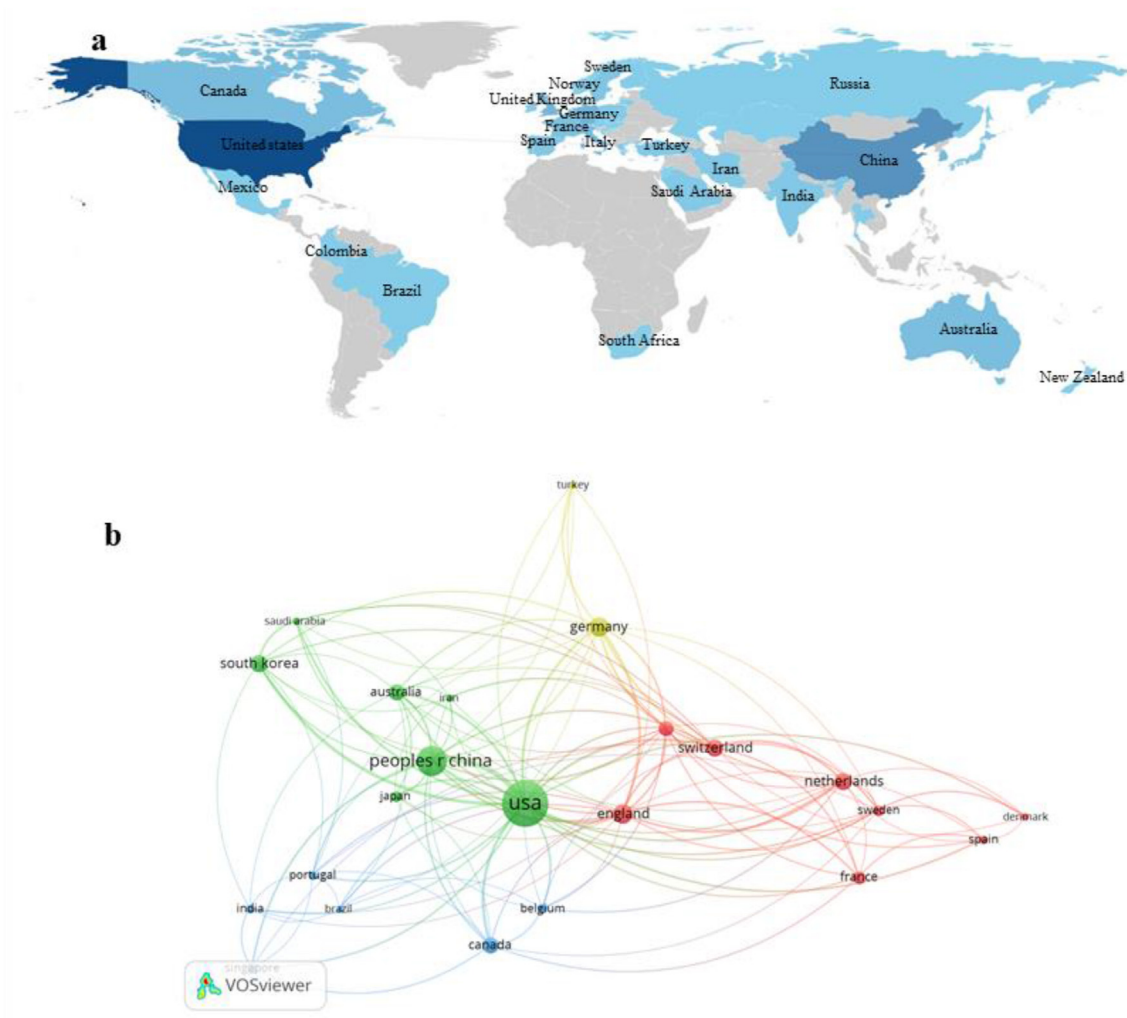 a
Sweden
Norway
Russia
Canada
United Kingdom
Germany
France
United states
Spain
Italy
Turkey
China
Iran
Mexico
Saudi Arabia
India
Colombia
Brazil
Australia
South Africa
New Zealand
turkey
b
saudi arabia
germany
south korea
australia
iran
switzerland
peoples r china
netherlands
japan
usa
england
sweden
denmark
spain
portugal
france
india
brazil
belgium
canada
singapore
VOSviewer